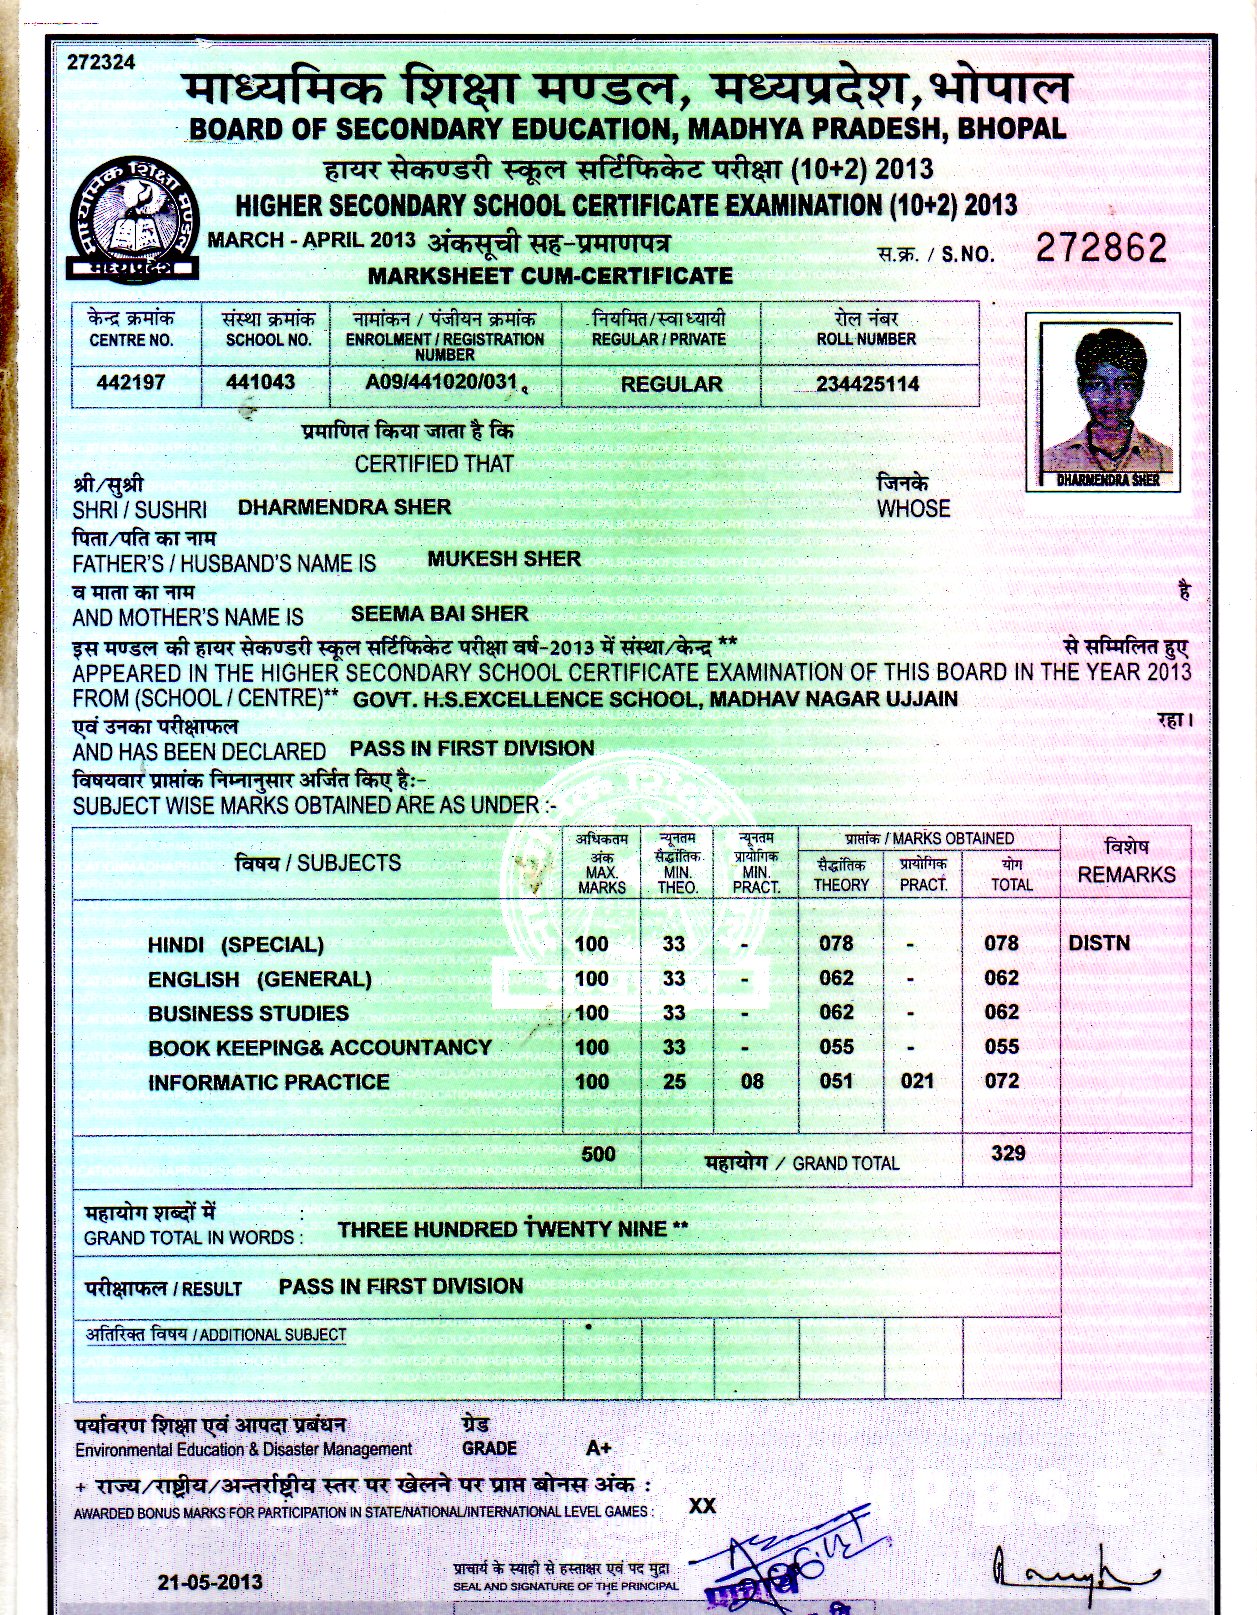 272324
माध्यमिक शिक्षा मण्डल, मध्यप्रदेश, भोपाल
BOARD OF SECONDARY EDUCATION, MADHYA PRADESH, BHOPAL
हायर सेकण्डरी स्कूल सर्टिफिकेट परीक्षा (10+2) 2013
HIGHER SECONDARY SCHOOL CERTIFICATE EXAMINATION (10+2) 2013
MARCH - APRIL 2013 अंकसूची सह-प्रमाणपत्र
स.क्र. / S.NO. 272862
MARKSHEET CUM-CERTIFICATE
माध्यमिक शिक्षा मण्डल
मध्यप्रदेश
केन्द्र क्रमांक संस्था क्रमांक नामांकन / पंजीयन क्रमांक नियमित/स्वाध्यायी रोल नंबर
CENTRE NO. SCHOOL NO. ENROLMENT / REGISTRATION NUMBER REGULAR / PRIVATE ROLL NUMBER
442197 441043 A09/441020/031 REGULAR 234425114
DHARMENDRA SHER
प्रमाणित किया जाता है कि
CERTIFIED THAT
श्री/सुश्री जिनके
SHRI / SUSHRI DHARMENDRA SHER WHOSE
पिता/पति का नाम
FATHER'S / HUSBAND'S NAME IS MUKESH SHER
व माता का नाम है
AND MOTHER'S NAME IS SEEMA BAI SHER
इस मण्डल की हायर सेकण्डरी स्कूल सर्टिफिकेट परीक्षा वर्ष-2013 में संस्था/केन्द्र ** से सम्मिलित हुए
APPEARED IN THE HIGHER SECONDARY SCHOOL CERTIFICATE EXAMINATION OF THIS BOARD IN THE YEAR 2013
FROM (SCHOOL / CENTRE)** GOVT. H.S.EXCELLENCE SCHOOL, MADHAV NAGAR UJJAIN
एवं उनका परीक्षाफल रहा।
AND HAS BEEN DECLARED PASS IN FIRST DIVISION
विषयवार प्राप्तांक निम्नानुसार अर्जित किए है:-
SUBJECT WISE MARKS OBTAINED ARE AS UNDER :-
विषय / SUBJECTS अधिकतम अंक MAX. MARKS न्यूनतम सैद्धांतिक MIN. THEO. न्यूनतम प्रायोगिक MIN. PRACT. प्राप्तांक / MARKS OBTAINED विशेष REMARKS
सैद्धांतिक THEORY प्रायोगिक PRACT. योग TOTAL
HINDI (SPECIAL) 100 33 - 078 - 078 DISTN
ENGLISH (GENERAL) 100 33 - 062 - 062
BUSINESS STUDIES 100 33 - 062 - 062
BOOK KEEPING& ACCOUNTANCY 100 33 - 055 - 055
INFORMATIC PRACTICE 100 25 08 051 021 072
500 महायोग / GRAND TOTAL 329
महायोग शब्दों में :
GRAND TOTAL IN WORDS : THREE HUNDRED TWENTY NINE **
परीक्षाफल / RESULT PASS IN FIRST DIVISION
अतिरिक्त विषय / ADDITIONAL SUBJECT
पर्यावरण शिक्षा एवं आपदा प्रबंधन ग्रेड
Environmental Education & Disaster Management GRADE A+
+ राज्य/राष्ट्रीय/अन्तर्राष्ट्रीय स्तर पर खेलने पर प्राप्त बोनस अंक :
AWARDED BONUS MARKS FOR PARTICIPATION IN STATE/NATIONAL/INTERNATIONAL LEVEL GAMES : XX
प्राचार्य के स्याही से हस्ताक्षर एवं पद मुद्रा
21-05-2013 SEAL AND SIGNATURE OF THE PRINCIPAL
प्राचार्य